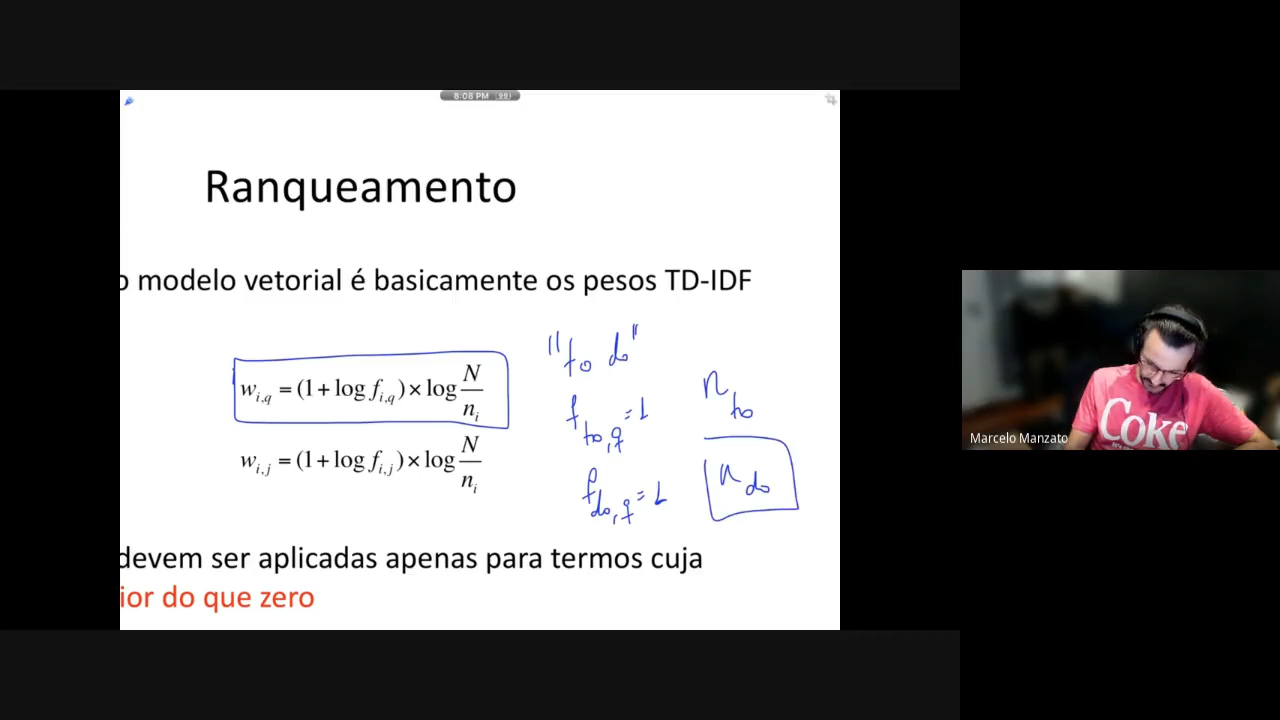 8:08 PM 99
Ranqueamento
o modelo vetorial é basicamente os pesos TD-IDF
w_{i,q} = (1 + log f_{i,q}) × log N/n_i
w_{i,j} = (1 + log f_{i,j}) × log N/n_i
"to do"
f_{to,q} = 1
f_{do,q} = 1
n_{to}
n_{do}
devem ser aplicadas apenas para termos cuja
ior do que zero
Coke
Marcelo Manzato